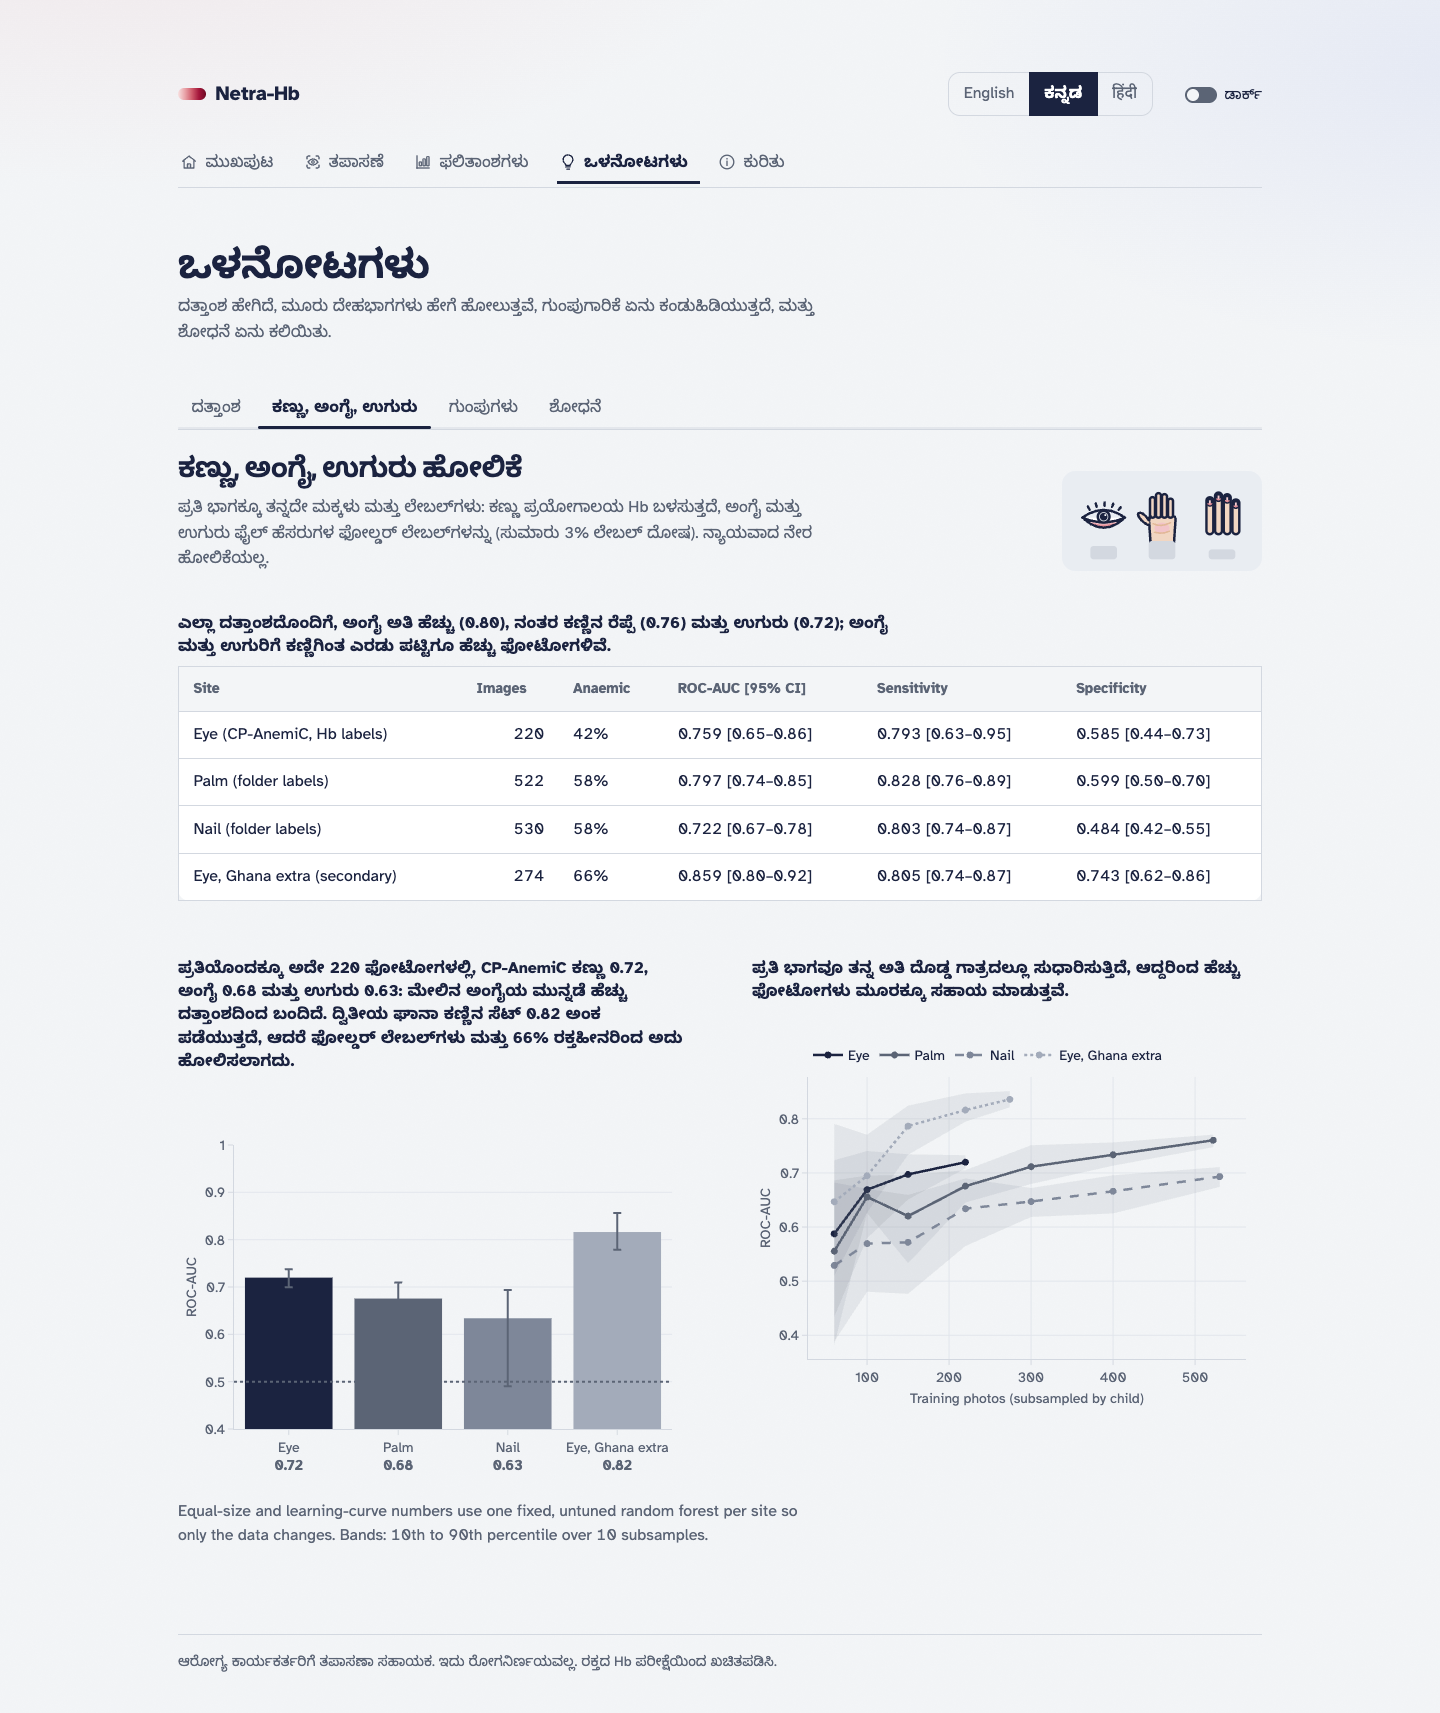 Netra-Hb
English ಕನ್ನಡ हिंदी ಡಾರ್ಕ್
ಮುಖಪುಟ ತಪಾಸಣೆ ಫಲಿತಾಂಶಗಳು ಒಳನೋಟಗಳು ಕುರಿತು
ಒಳನೋಟಗಳು
ದತ್ತಾಂಶ ಹೇಗಿದೆ, ಮೂರು ದೇಹಭಾಗಗಳು ಹೇಗೆ ಹೋಲುತ್ತವೆ, ಗುಂಪುಗಾರಿಕೆ ಏನು ಕಂಡುಹಿಡಿಯುತ್ತದೆ, ಮತ್ತು
ಶೋಧನೆ ಏನು ಕಲಿಯಿತು.
ದತ್ತಾಂಶ ಕಣ್ಣು, ಅಂಗೈ, ಉಗುರು ಗುಂಪುಗಳು ಶೋಧನೆ
ಕಣ್ಣು, ಅಂಗೈ, ಉಗುರು ಹೋಲಿಕೆ
ಪ್ರತಿ ಭಾಗಕ್ಕೂ ತನ್ನದೇ ಮಕ್ಕಳು ಮತ್ತು ಲೇಬಲ್‌ಗಳು: ಕಣ್ಣು ಪ್ರಯೋಗಾಲಯ Hb ಬಳಸುತ್ತದೆ, ಅಂಗೈ ಮತ್ತು
ಉಗುರು ಫೈಲ್ ಹೆಸರುಗಳ ಫೋಲ್ಡರ್ ಲೇಬಲ್‌ಗಳನ್ನು (ಸುಮಾರು 3% ಲೇಬಲ್ ದೋಷ). ನ್ಯಾಯವಾದ ನೇರ
ಹೋಲಿಕೆಯಲ್ಲ.
ಎಲ್ಲಾ ದತ್ತಾಂಶದೊಂದಿಗೆ, ಅಂಗೈ ಅತಿ ಹೆಚ್ಚು (0.80), ನಂತರ ಕಣ್ಣಿನ ರೆಪ್ಪೆ (0.76) ಮತ್ತು ಉಗುರು (0.72); ಅಂಗೈ
ಮತ್ತು ಉಗುರಿಗೆ ಕಣ್ಣಿಗಿಂತ ಎರಡು ಪಟ್ಟಿಗೂ ಹೆಚ್ಚು ಫೋಟೋಗಳಿವೆ.
Site Images Anaemic ROC-AUC [95% CI] Sensitivity Specificity
Eye (CP-AnemiC, Hb labels) 220 42% 0.759 [0.65–0.86] 0.793 [0.63–0.95] 0.585 [0.44–0.73]
Palm (folder labels) 522 58% 0.797 [0.74–0.85] 0.828 [0.76–0.89] 0.599 [0.50–0.70]
Nail (folder labels) 530 58% 0.722 [0.67–0.78] 0.803 [0.74–0.87] 0.484 [0.42–0.55]
Eye, Ghana extra (secondary) 274 66% 0.859 [0.80–0.92] 0.805 [0.74–0.87] 0.743 [0.62–0.86]
ಪ್ರತಿಯೊಂದಕ್ಕೂ ಅದೇ 220 ಫೋಟೋಗಳಲ್ಲಿ, CP-AnemiC ಕಣ್ಣು 0.72,
ಅಂಗೈ 0.68 ಮತ್ತು ಉಗುರು 0.63: ಮೇಲಿನ ಅಂಗೈಯ ಮುನ್ನಡೆ ಹೆಚ್ಚು
ದತ್ತಾಂಶದಿಂದ ಬಂದಿದೆ. ದ್ವಿತೀಯ ಘಾನಾ ಕಣ್ಣಿನ ಸೆಟ್ 0.82 ಅಂಕ
ಪಡೆಯುತ್ತದೆ, ಆದರೆ ಫೋಲ್ಡರ್ ಲೇಬಲ್‌ಗಳು ಮತ್ತು 66% ರಕ್ತಹೀನರಿಂದ ಅದು
ಹೋಲಿಸಲಾಗದು.
1
0.9
0.8
0.7
0.6
0.5
0.4
ROC-AUC
Eye Palm Nail Eye, Ghana extra
0.72 0.68 0.63 0.82
ಪ್ರತಿ ಭಾಗವೂ ತನ್ನ ಅತಿ ದೊಡ್ಡ ಗಾತ್ರದಲ್ಲೂ ಸುಧಾರಿಸುತ್ತಿದೆ, ಆದ್ದರಿಂದ ಹೆಚ್ಚು
ಫೋಟೋಗಳು ಮೂರಕ್ಕೂ ಸಹಾಯ ಮಾಡುತ್ತವೆ.
Eye Palm Nail Eye, Ghana extra
0.8
0.7
0.6
0.5
0.4
ROC-AUC
100 200 300 400 500
Training photos (subsampled by child)
Equal-size and learning-curve numbers use one fixed, untuned random forest per site so
only the data changes. Bands: 10th to 90th percentile over 10 subsamples.
ಆರೋಗ್ಯ ಕಾರ್ಯಕರ್ತರಿಗೆ ತಪಾಸಣಾ ಸಹಾಯಕ. ಇದು ರೋಗನಿರ್ಣಯವಲ್ಲ. ರಕ್ತದ Hb ಪರೀಕ್ಷೆಯಿಂದ ಖಚಿತಪಡಿಸಿ.